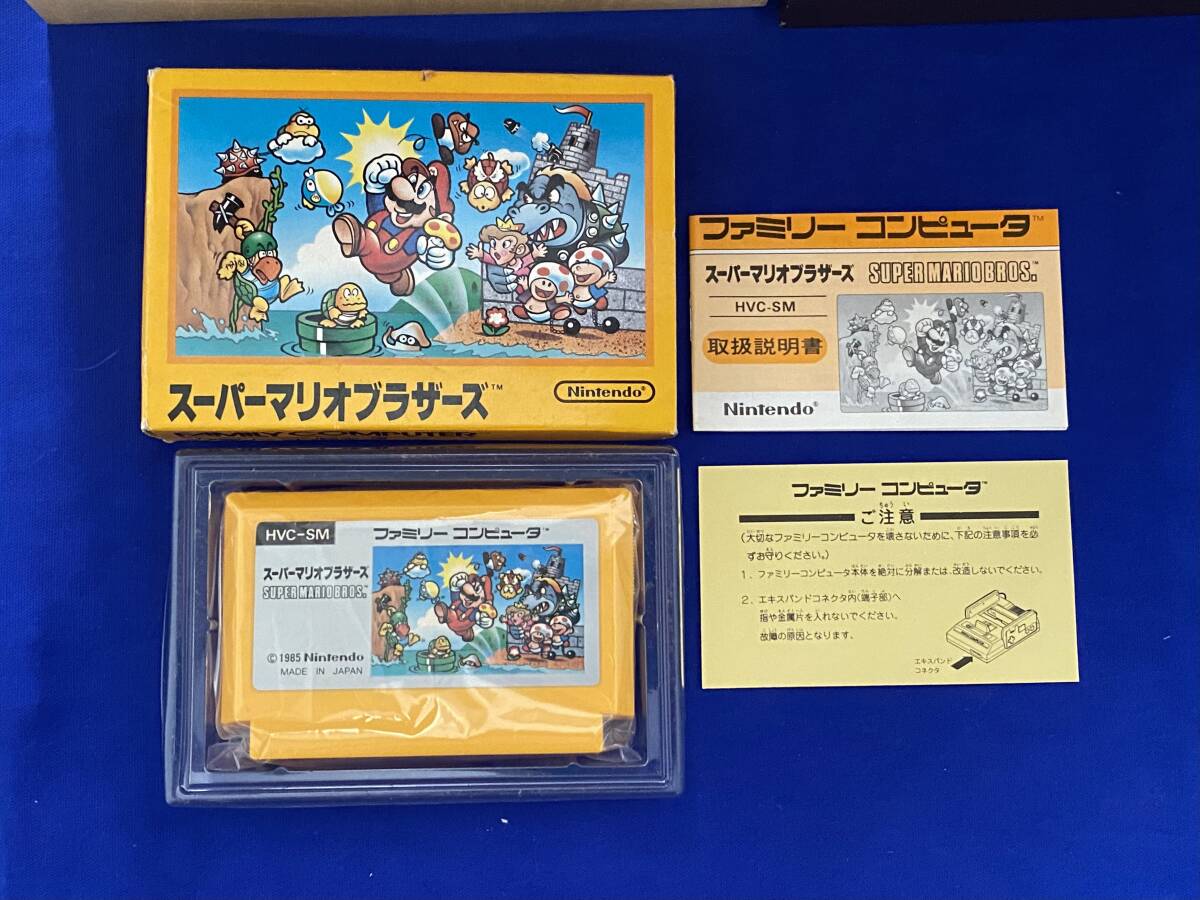 スーパーマリオブラザーズ™
Nintendo®
FAMILY COMPUTER
ファミリー コンピュータ™
スーパーマリオブラザーズ SUPER MARIO BROS.™
HVC-SM
取扱説明書
Nintendo®
HVC-SM ファミリー コンピュータ™
スーパーマリオブラザーズ
SUPER MARIO BROS.
©1985 Nintendo
MADE IN JAPAN
ファミリー コンピュータ™
ご注意
(大切なファミリーコンピュータを壊さないために、下記の注意事項を必
ずお守りください。)
1. ファミリーコンピュータ本体を絶対に分解または、改造しないでください。
2. エキスパンドコネクタ内(端子部)へ
指や金属片を入れないでください。
故障の原因となります。
エキスパンド
コネクタ